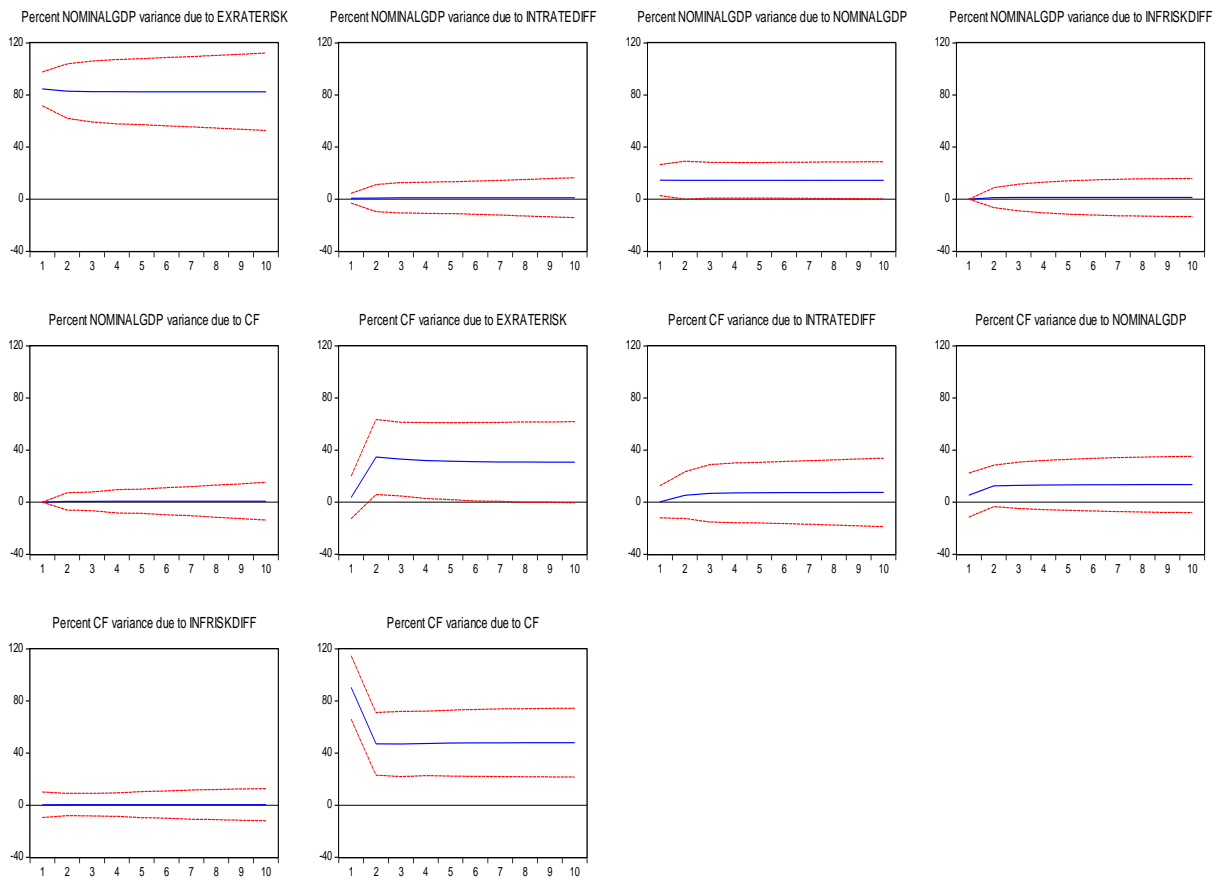 Percent NOMINALGDP variance due to EXRATERISK
Percent NOMINALGDP variance due to INTRATEDIFF
Percent NOMINALGDP variance due to NOMINALGDP
Percent NOMINALGDP variance due to INFRISKDIFF
120
80
40
0
-40
1 2 3 4 5 6 7 8 9 10
120
80
40
0
-40
1 2 3 4 5 6 7 8 9 10
120
80
40
0
-40
1 2 3 4 5 6 7 8 9 10
120
80
40
0
-40
1 2 3 4 5 6 7 8 9 10
Percent NOMINALGDP variance due to CF
Percent CF variance due to EXRATERISK
Percent CF variance due to INTRATEDIFF
Percent CF variance due to NOMINALGDP
120
80
40
0
-40
1 2 3 4 5 6 7 8 9 10
120
80
40
0
-40
1 2 3 4 5 6 7 8 9 10
120
80
40
0
-40
1 2 3 4 5 6 7 8 9 10
120
80
40
0
-40
1 2 3 4 5 6 7 8 9 10
Percent CF variance due to INFRISKDIFF
Percent CF variance due to CF
120
80
40
0
-40
1 2 3 4 5 6 7 8 9 10
120
80
40
0
-40
1 2 3 4 5 6 7 8 9 10